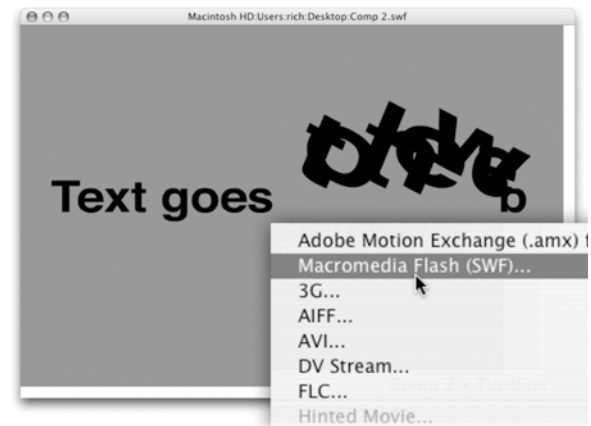 Macintosh HD:Users:rich:Desktop:Comp 2.swf
Text goes
b
Adobe Motion Exchange (.amx) f
Macromedia Flash (SWF)...
3G...
AIFF...
AVI...
DV Stream...
FLC...
Comp 2 • Timeline
Hinted Movie...